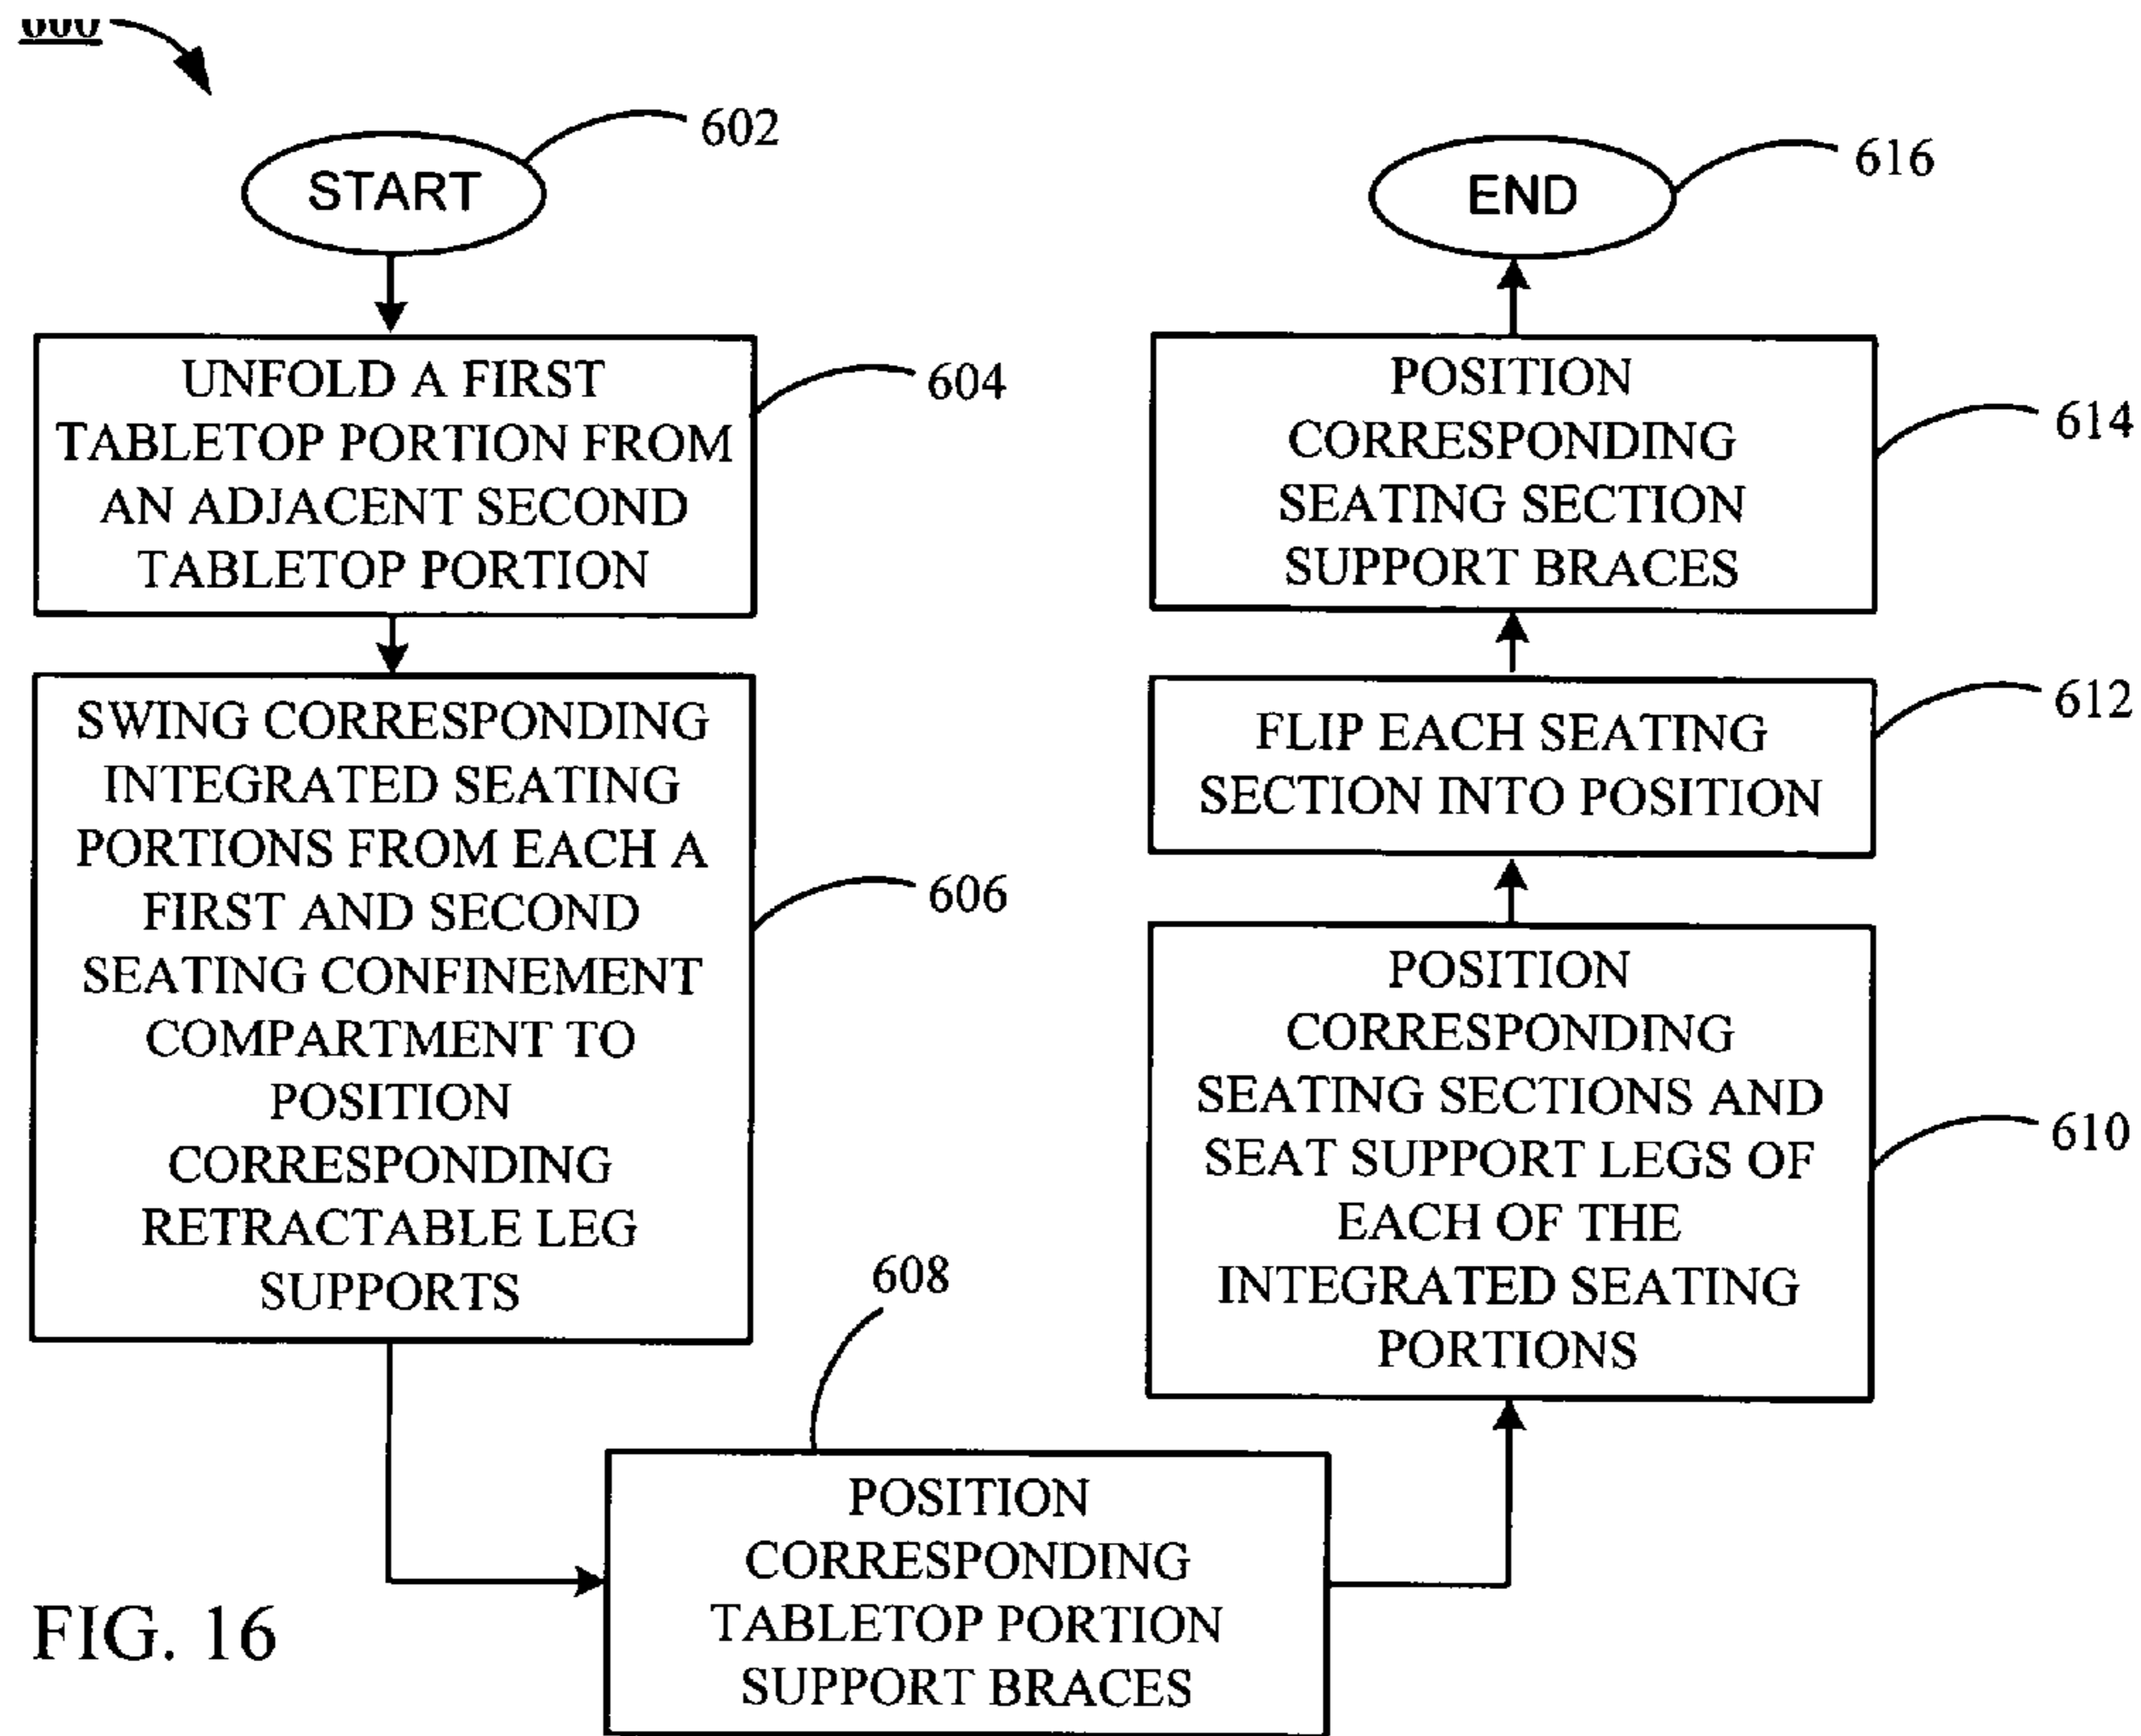 602
START
UNFOLD A FIRST
TABLETOP PORTION FROM
AN ADJACENT SECOND
TABLETOP PORTION
604
SWING CORRESPONDING
INTEGRATED SEATING
PORTIONS FROM EACH A
FIRST AND SECOND
SEATING CONFINEMENT
COMPARTMENT TO
POSITION
CORRESPONDING
RETRACTABLE LEG
SUPPORTS
606
608
POSITION
CORRESPONDING
TABLETOP PORTION
SUPPORT BRACES
POSITION
CORRESPONDING
SEATING SECTIONS AND
SEAT SUPPORT LEGS OF
EACH OF THE
INTEGRATED SEATING
PORTIONS
610
FLIP EACH SEATING
SECTION INTO POSITION
612
POSITION
CORRESPONDING
SEATING SECTION
SUPPORT BRACES
614
END
616
FIG. 16